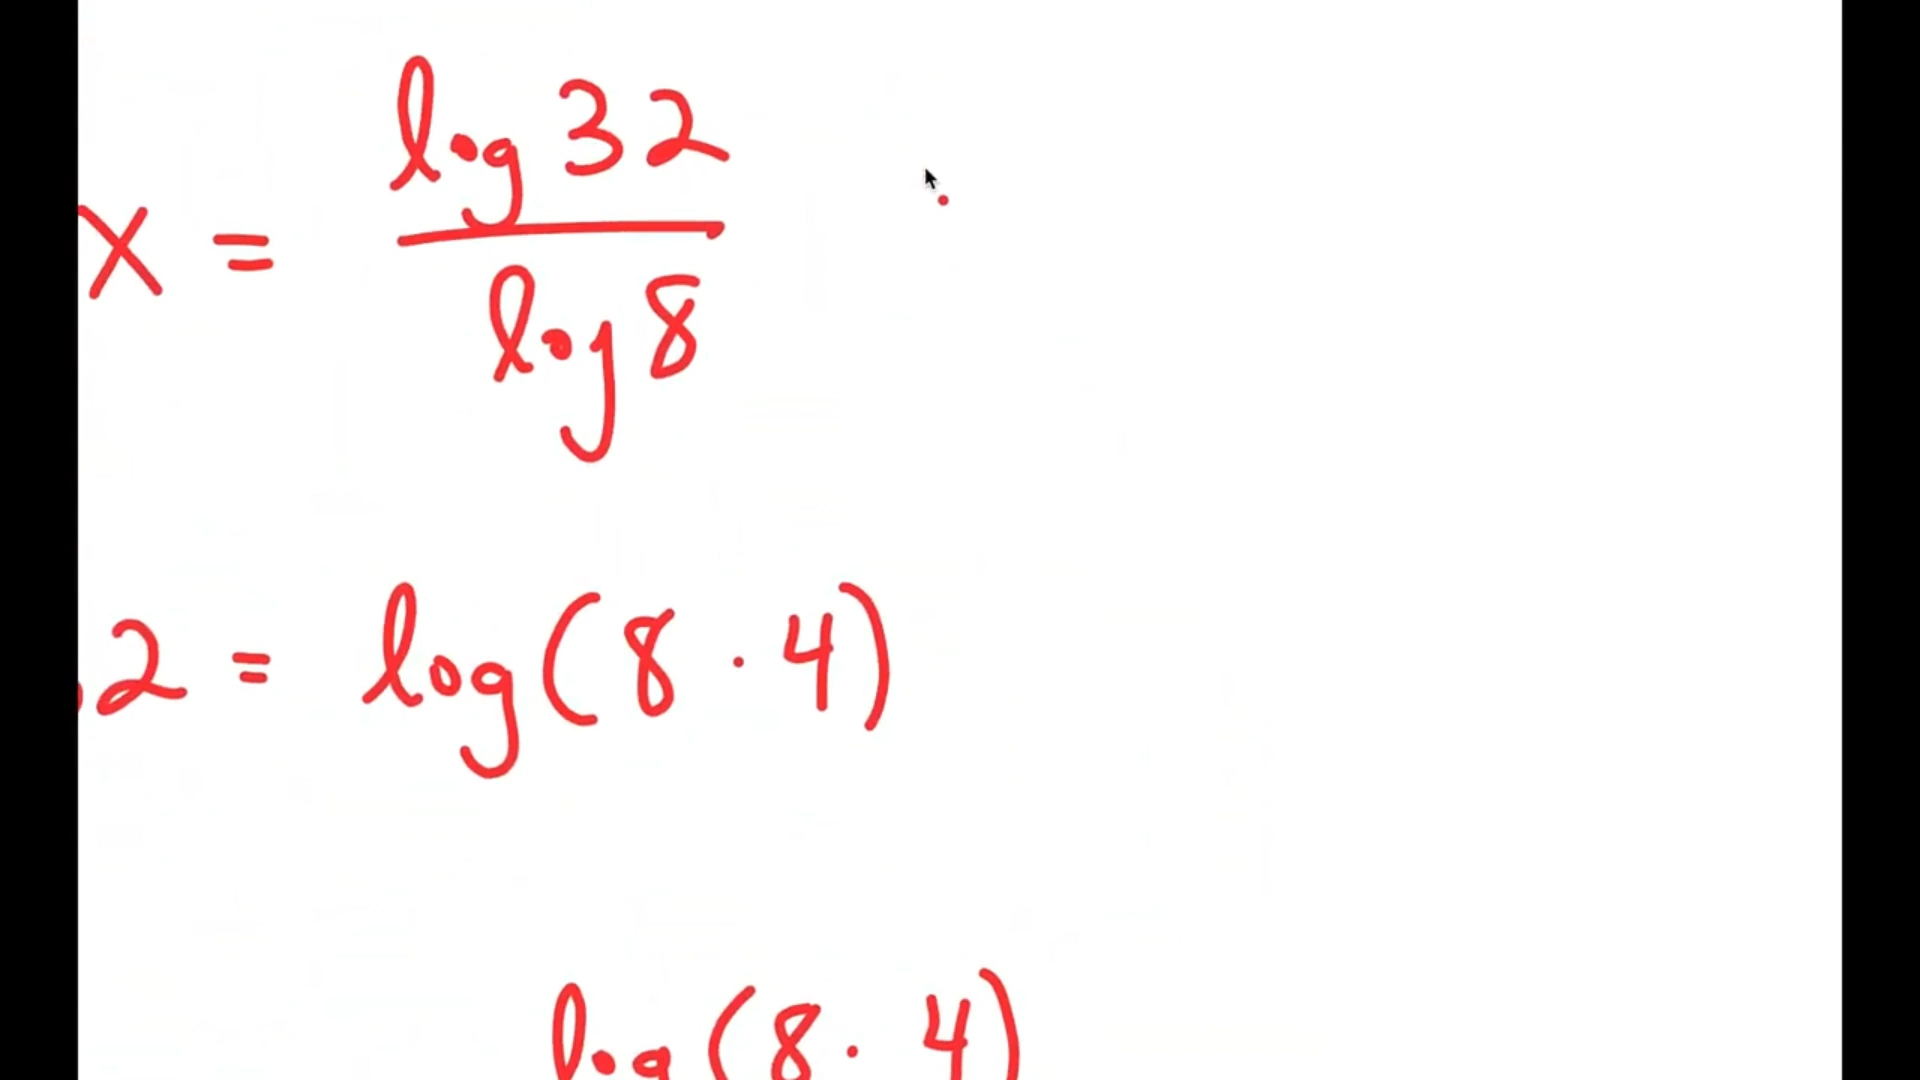 log 32
x =
log 8
2 = log(8 · 4)
log(8 · 4)